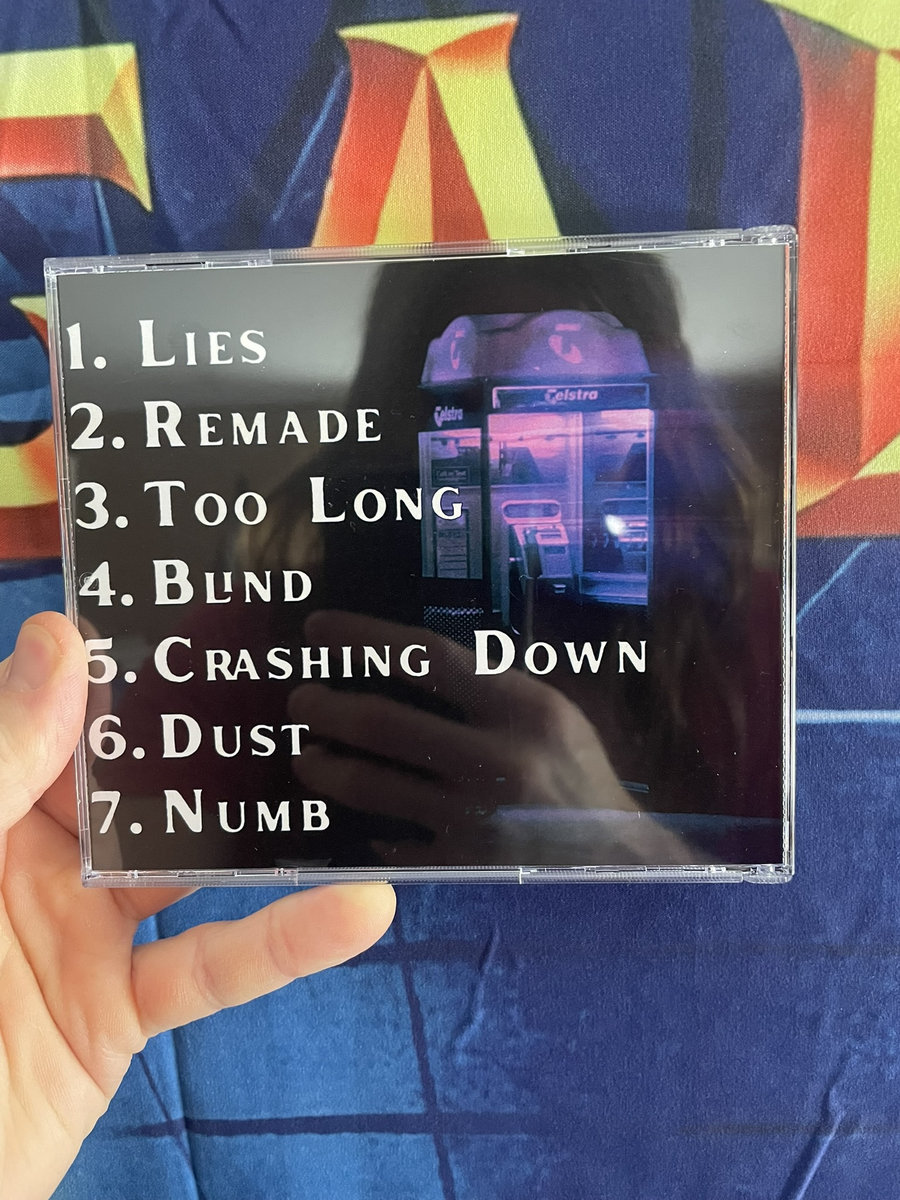 1. LIES
2. REMADE
3. TOO LONG
4. BLIND
5. CRASHING DOWN
6. DUST
7. NUMB
Telstra
Telstra